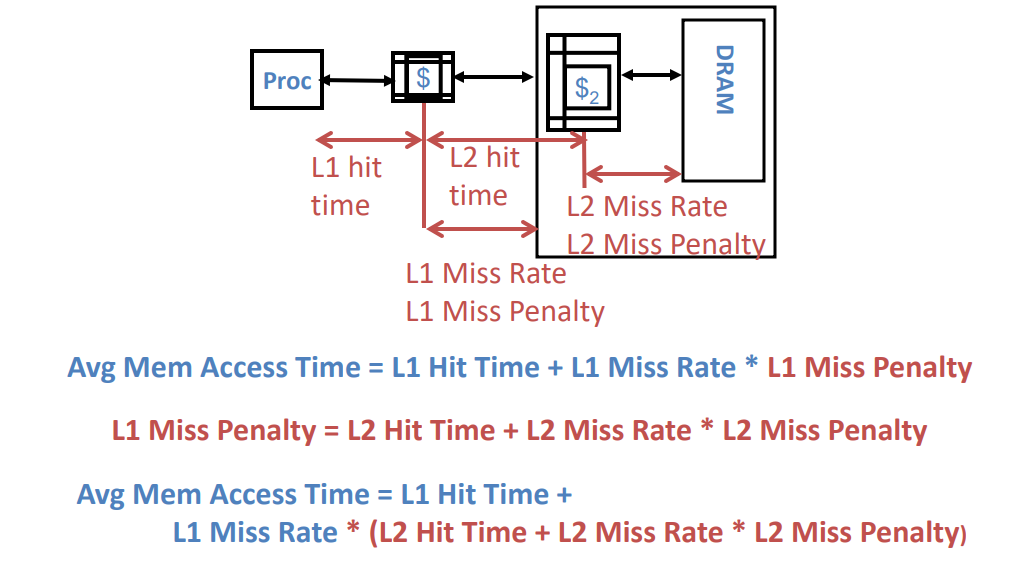 Proc
$
$2
DRAM
L1 hit
time
L2 hit
time
L2 Miss Rate
L2 Miss Penalty
L1 Miss Rate
L1 Miss Penalty
Avg Mem Access Time = L1 Hit Time + L1 Miss Rate * L1 Miss Penalty
L1 Miss Penalty = L2 Hit Time + L2 Miss Rate * L2 Miss Penalty
Avg Mem Access Time = L1 Hit Time +
L1 Miss Rate * (L2 Hit Time + L2 Miss Rate * L2 Miss Penalty)